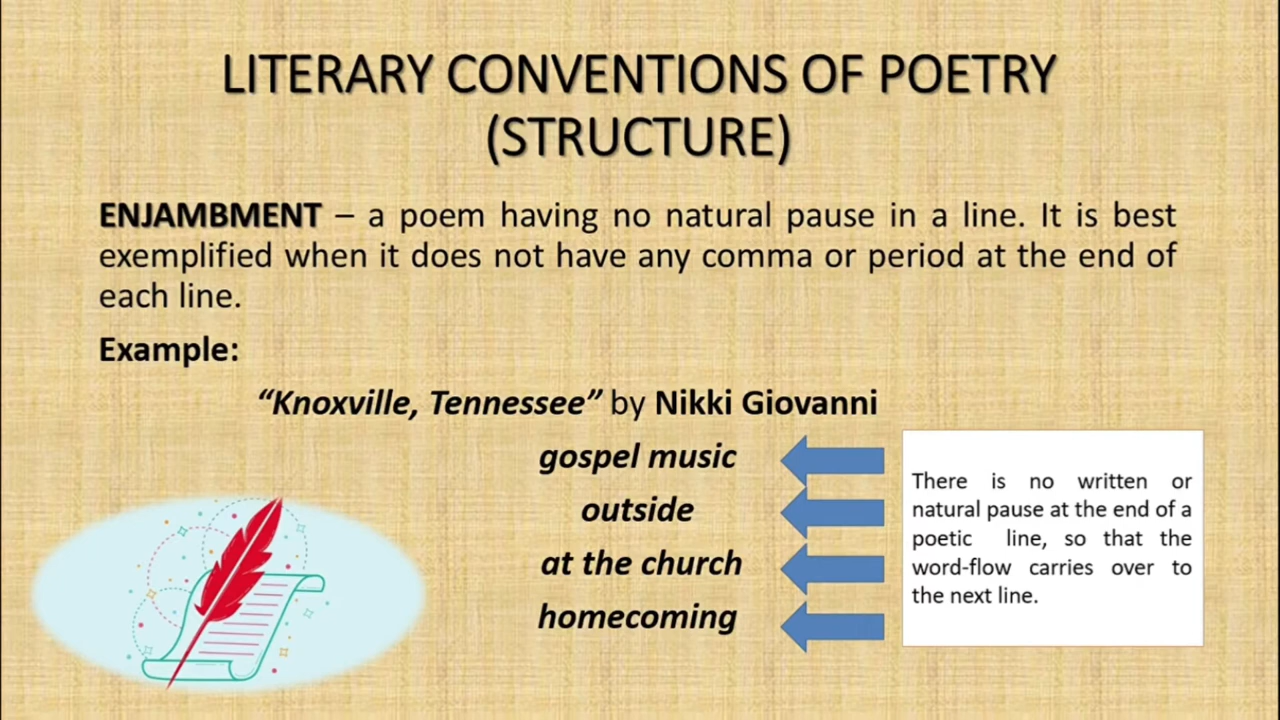 LITERARY CONVENTIONS OF POETRY
(STRUCTURE)
ENJAMBMENT – a poem having no natural pause in a line. It is best
exemplified when it does not have any comma or period at the end of
each line.
Example:
“Knoxville, Tennessee” by Nikki Giovanni
gospel music
outside
at the church
homecoming
There is no written or
natural pause at the end of a
poetic line, so that the
word-flow carries over to
the next line.